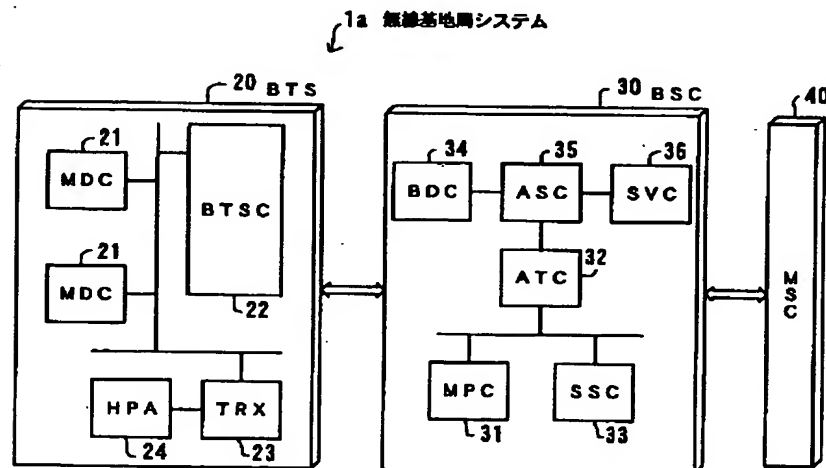 1a 無線基地局システム
20 BTS
30 BSC
40
21
MDC
BTSC
22
21
MDC
HPA
24
TRX
23
34
BDC
35
ASC
36
SVC
32
ATC
MPC
31
SSC
33
MSC